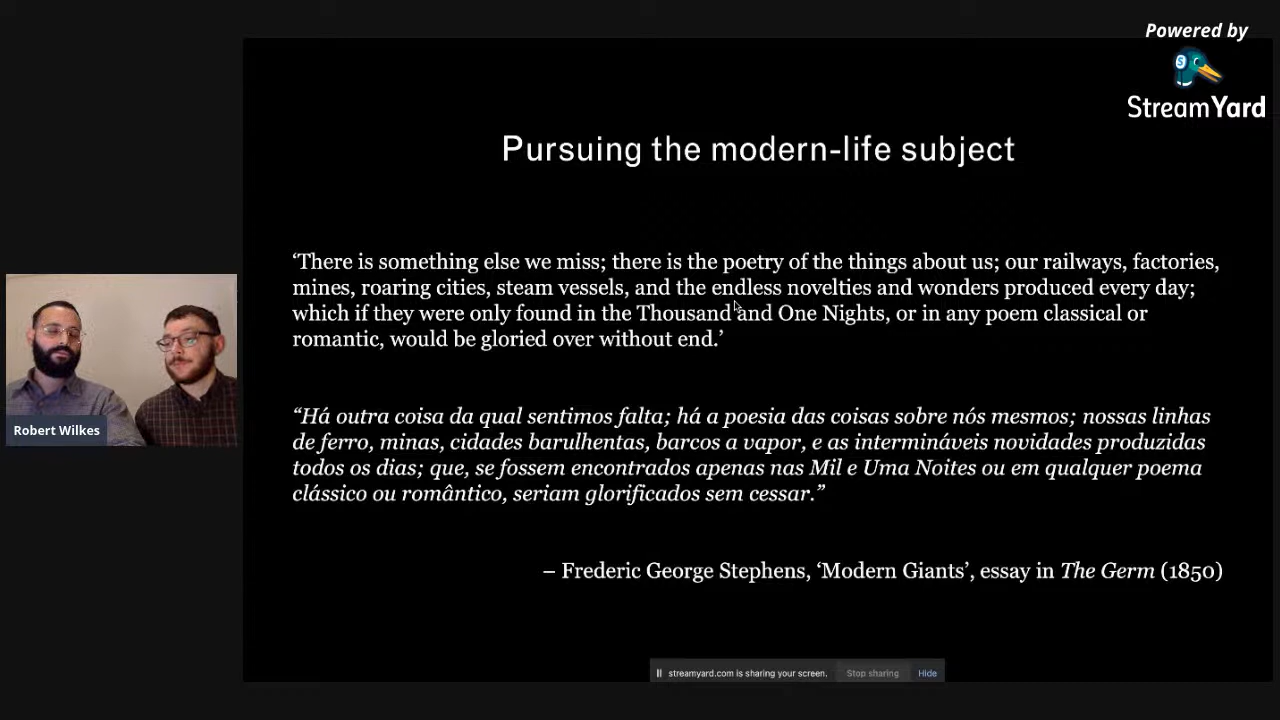 Powered by
StreamYard
Pursuing the modern-life subject
‘There is something else we miss; there is the poetry of the things about us; our railways, factories,
mines, roaring cities, steam vessels, and the endless novelties and wonders produced every day;
which if they were only found in the Thousand and One Nights, or in any poem classical or
romantic, would be gloried over without end.’
“Há outra coisa da qual sentimos falta; há a poesia das coisas sobre nós mesmos; nossas linhas
de ferro, minas, cidades barulhentas, barcos a vapor, e as intermináveis novidades produzidas
todos os dias; que, se fossem encontrados apenas nas Mil e Uma Noites ou em qualquer poema
clássico ou romântico, seriam glorificados sem cessar.”
– Frederic George Stephens, ‘Modern Giants’, essay in The Germ (1850)
Robert Wilkes
streamyard.com is sharing your screen. Stop sharing Hide